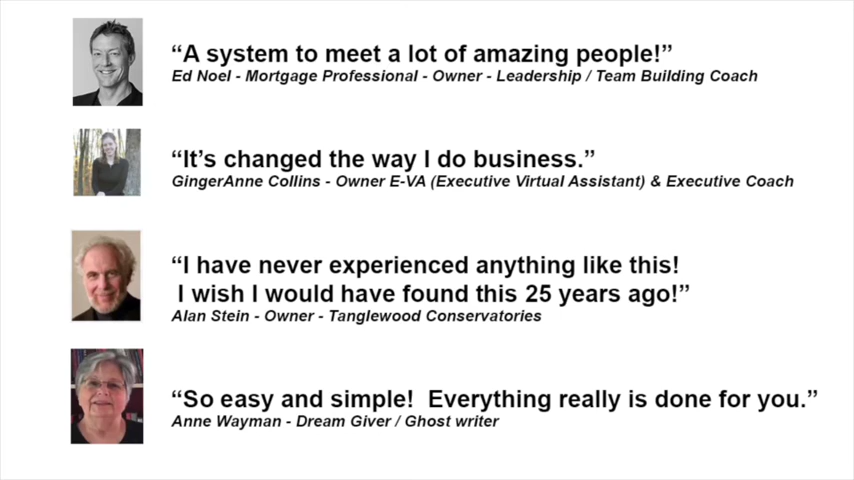 “A system to meet a lot of amazing people!”
Ed Noel - Mortgage Professional - Owner - Leadership / Team Building Coach
“It’s changed the way I do business.”
GingerAnne Collins - Owner E-VA (Executive Virtual Assistant) & Executive Coach
“I have never experienced anything like this!
I wish I would have found this 25 years ago!”
Alan Stein - Owner - Tanglewood Conservatories
“So easy and simple!  Everything really is done for you.”
Anne Wayman - Dream Giver / Ghost writer